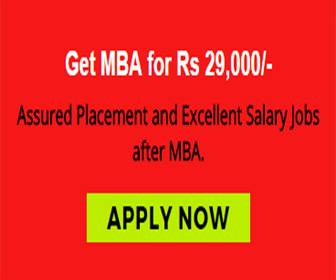 Get MBA for Rs 29,000/-
Assured Placement and Excellent Salary Jobs
after MBA.
APPLY NOW